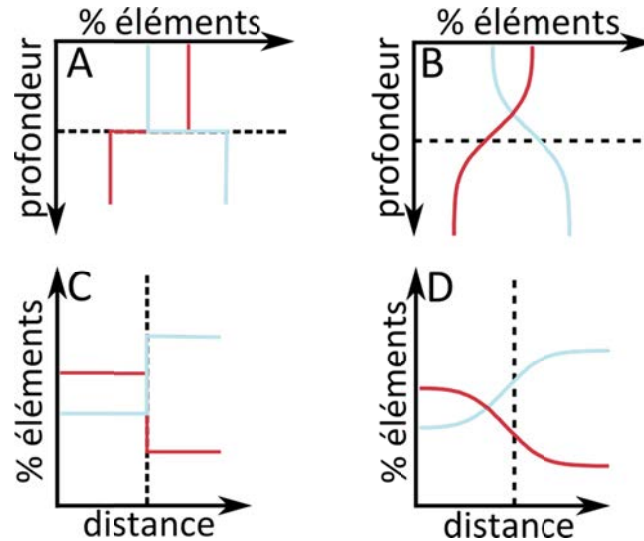 % éléments
A
profondeur
% éléments
B
profondeur
C
% éléments
distance
D
% éléments
distance